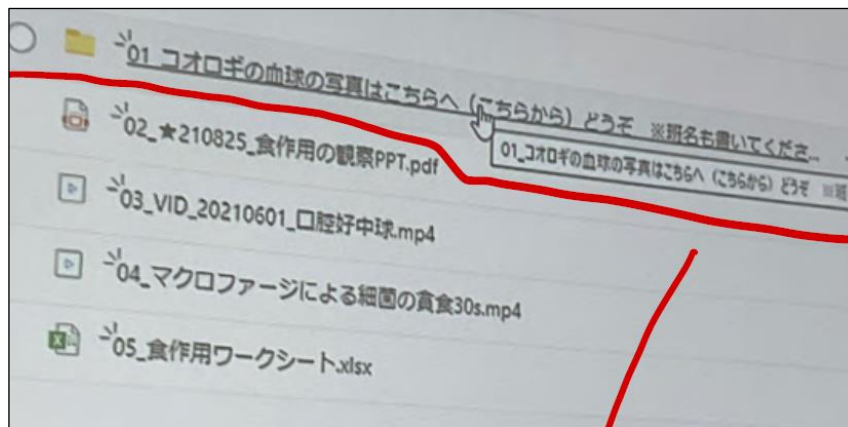 01_コオロギの血球の写真はこちらへ（こちらから）どうぞ ※班名も書いてくださ...
01_コオロギの血球の写真はこちらへ（こちらから）どうぞ ※班
02_★210825_食作用の観察PPT.pdf
03_VID_20210601_口腔好中球.mp4
04_マクロファージによる細菌の貪食30s.mp4
05_食作用ワークシート.xlsx